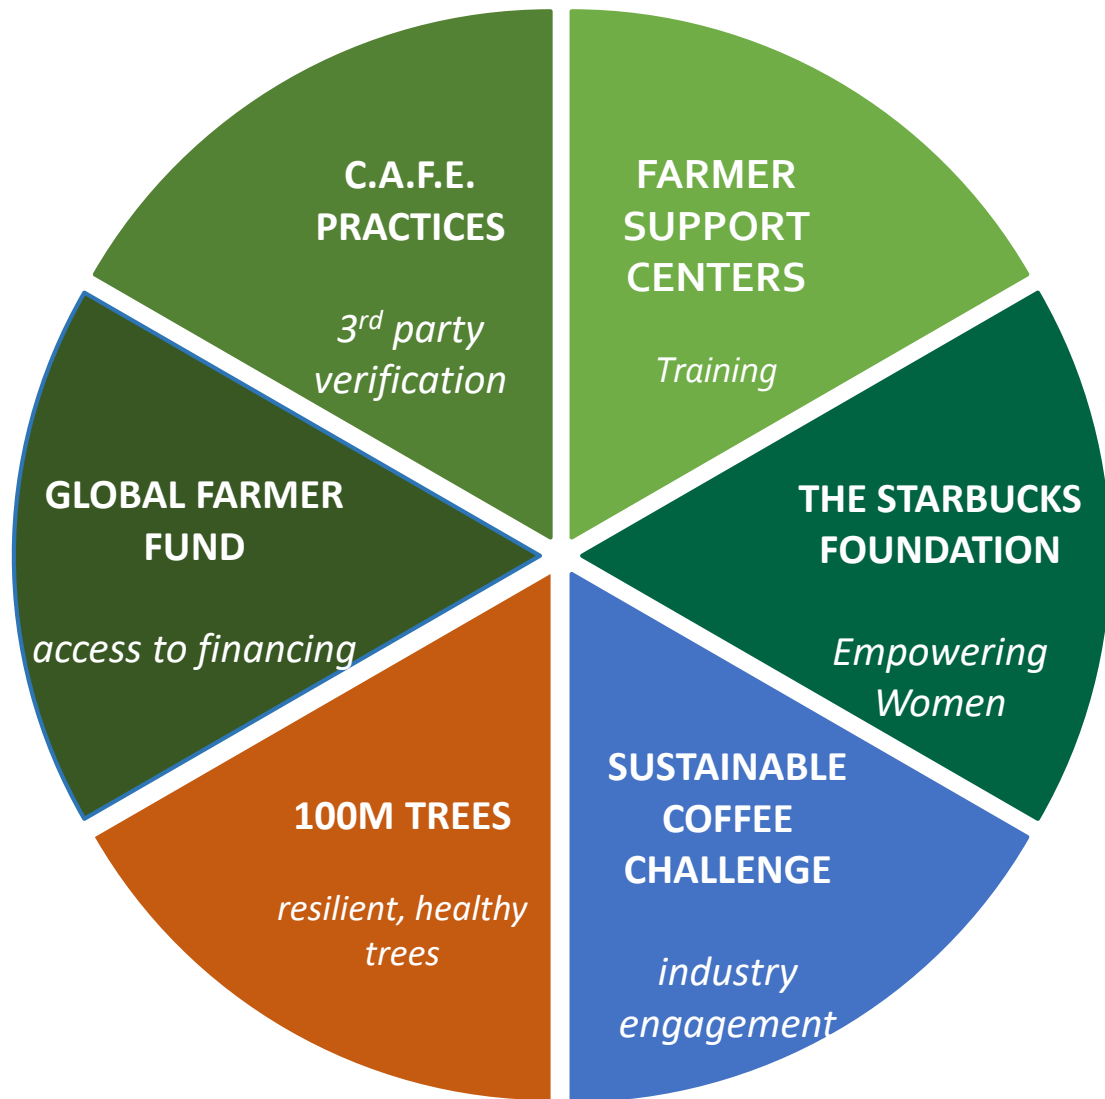 C.A.F.E.
PRACTICES
3rd party
verification
FARMER
SUPPORT
CENTERS
Training
THE STARBUCKS
FOUNDATION
Empowering
Women
SUSTAINABLE
COFFEE
CHALLENGE
industry
engagement
100M TREES
resilient, healthy
trees
GLOBAL FARMER
FUND
access to financing